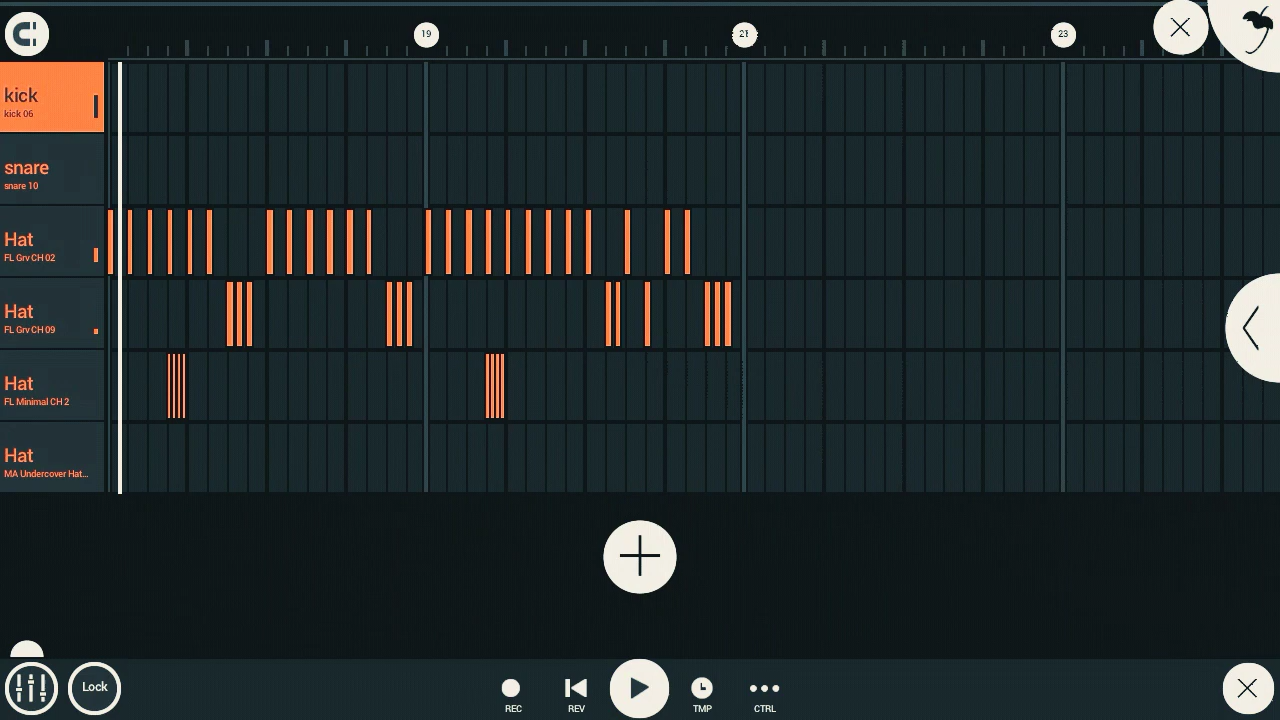 19
21
23
kick
kick 06
snare
snare 10
Hat
FL Grv CH 02
Hat
FL Grv CH 09
Hat
FL Minimal CH 2
Hat
MA Undercover Hat...
Lock
REC
REV
TMP
CTRL